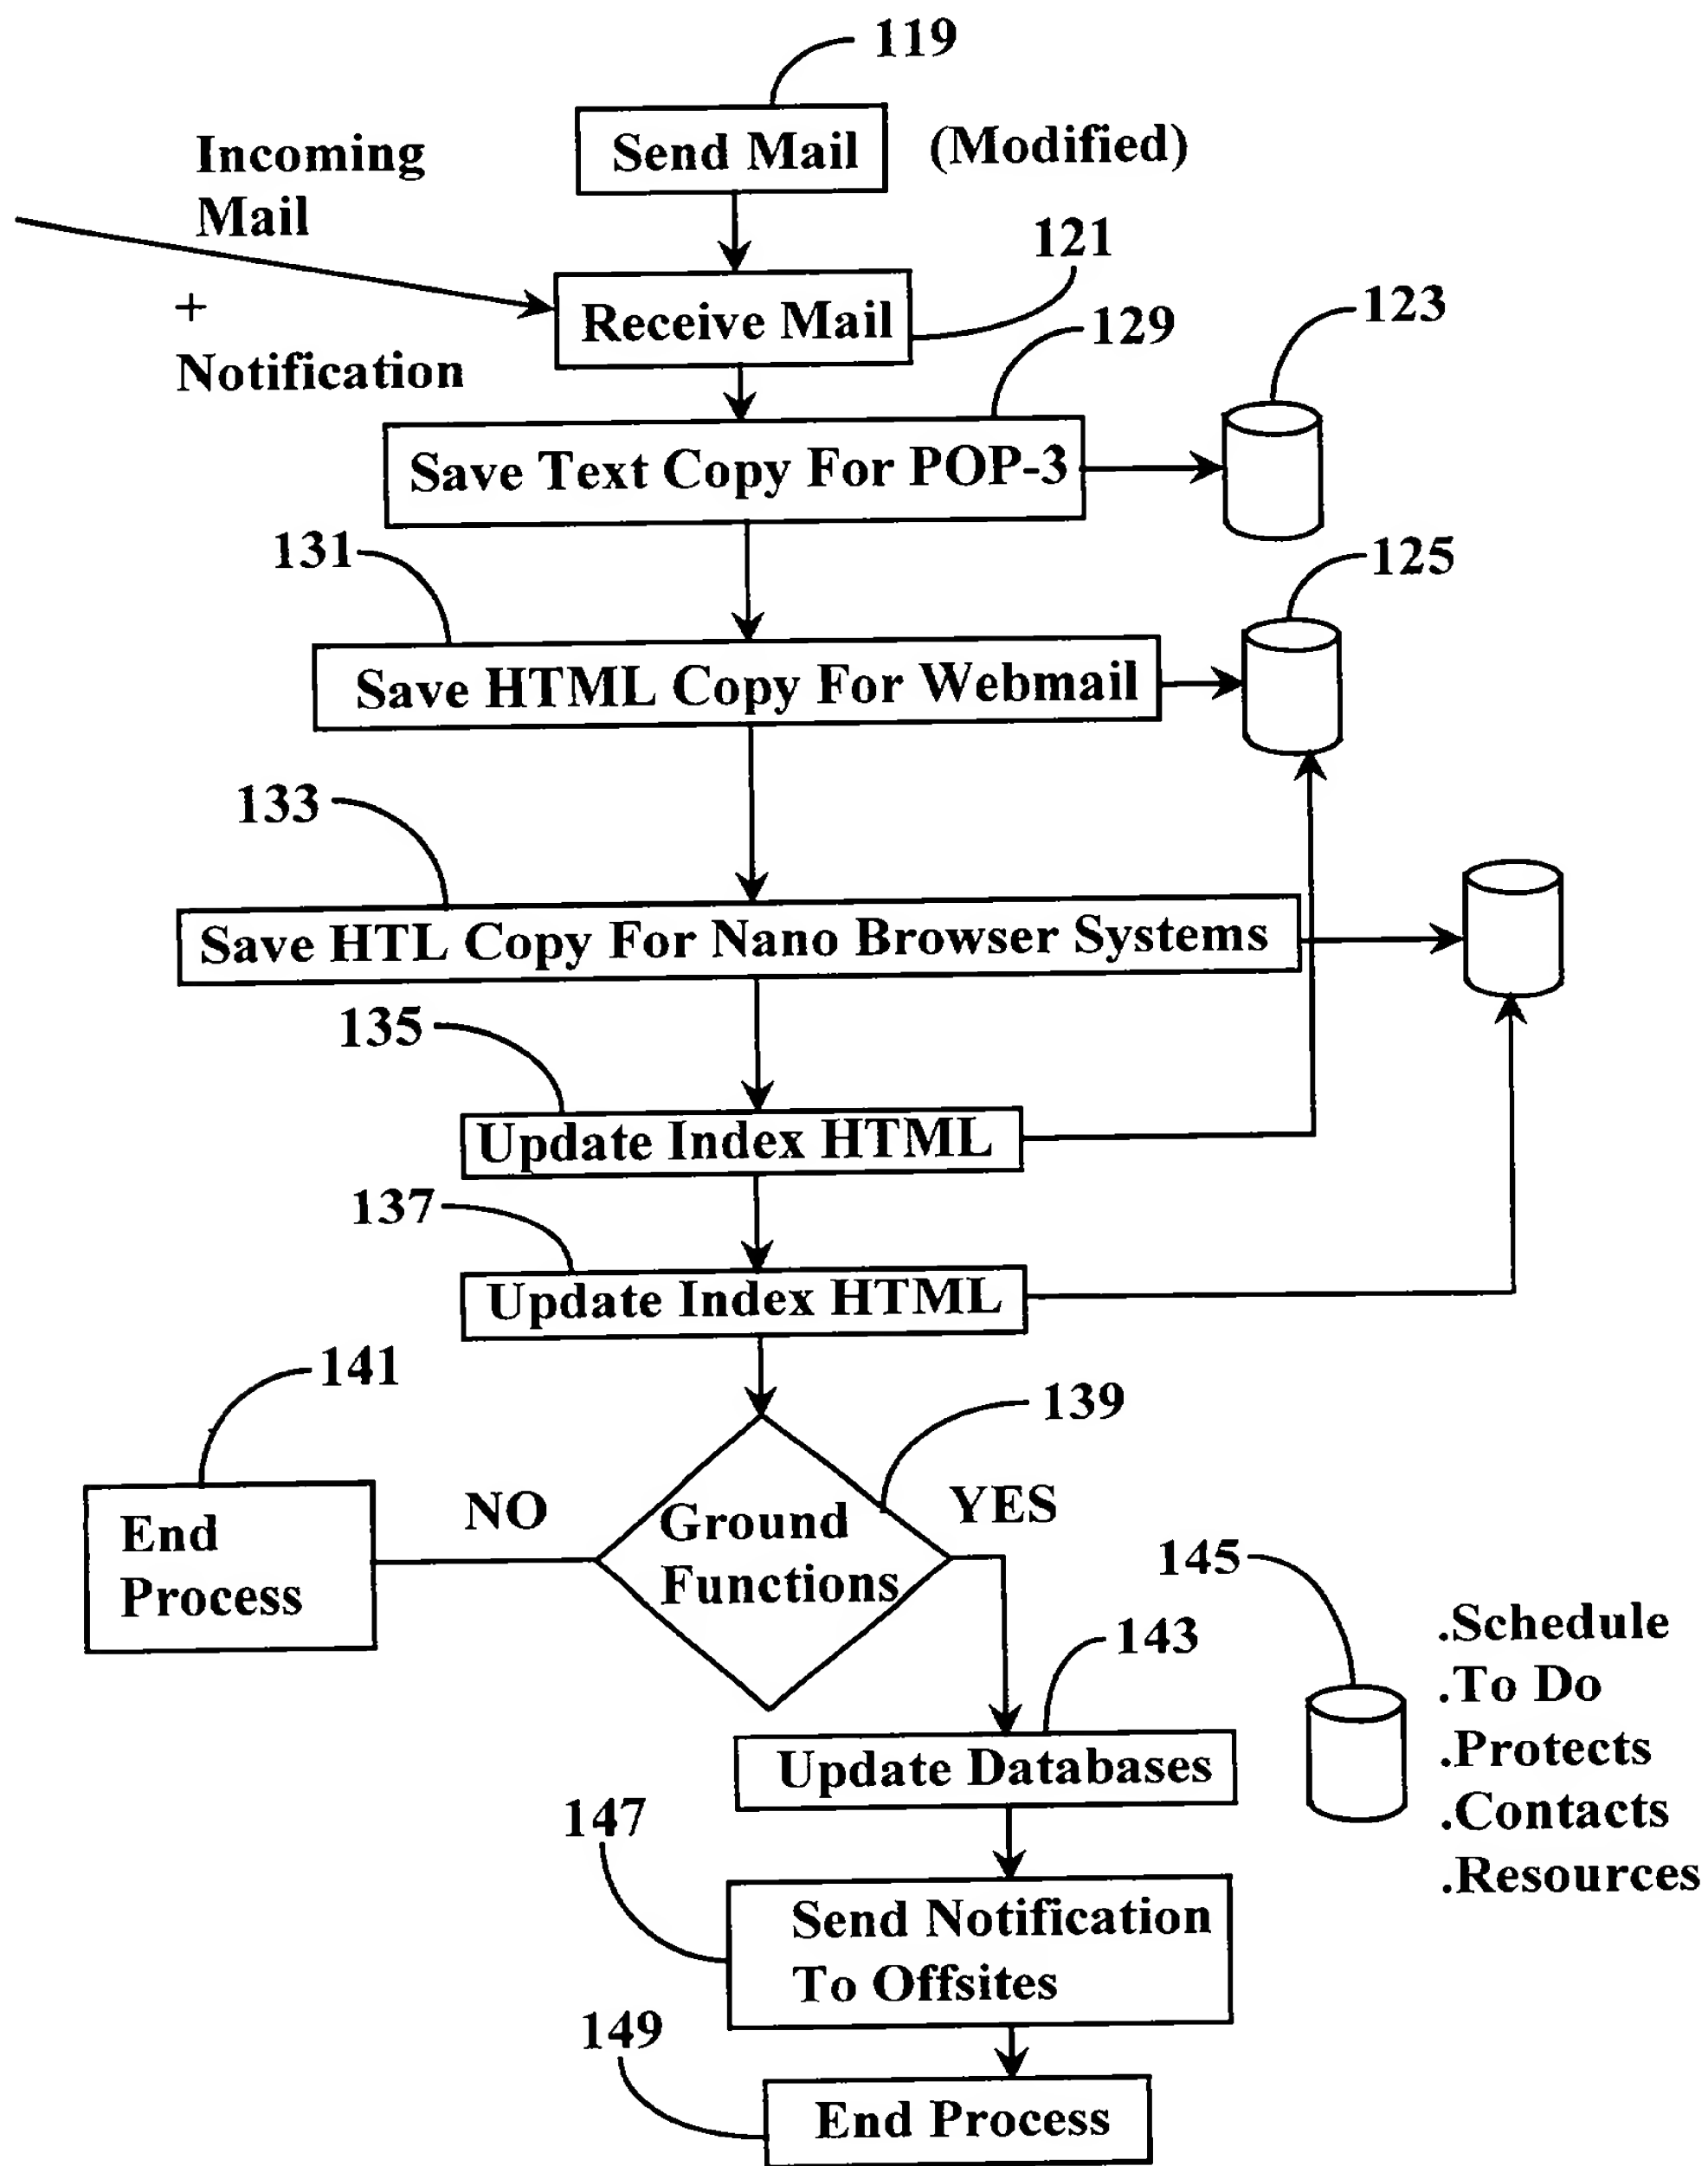 119
Send Mail (Modified)
Incoming
Mail
+
Notification
121
Receive Mail
129
123
Save Text Copy For POP-3
131
125
Save HTML Copy For Webmail
133
Save HTL Copy For Nano Browser Systems
135
Update Index HTML
137
Update Index HTML
141
139
End
Process
NO
Ground
Functions
YES
145
143
Update Databases
.Schedule
.To Do
.Protects
.Contacts
.Resources
147
Send Notification
To Offsites
149
End Process